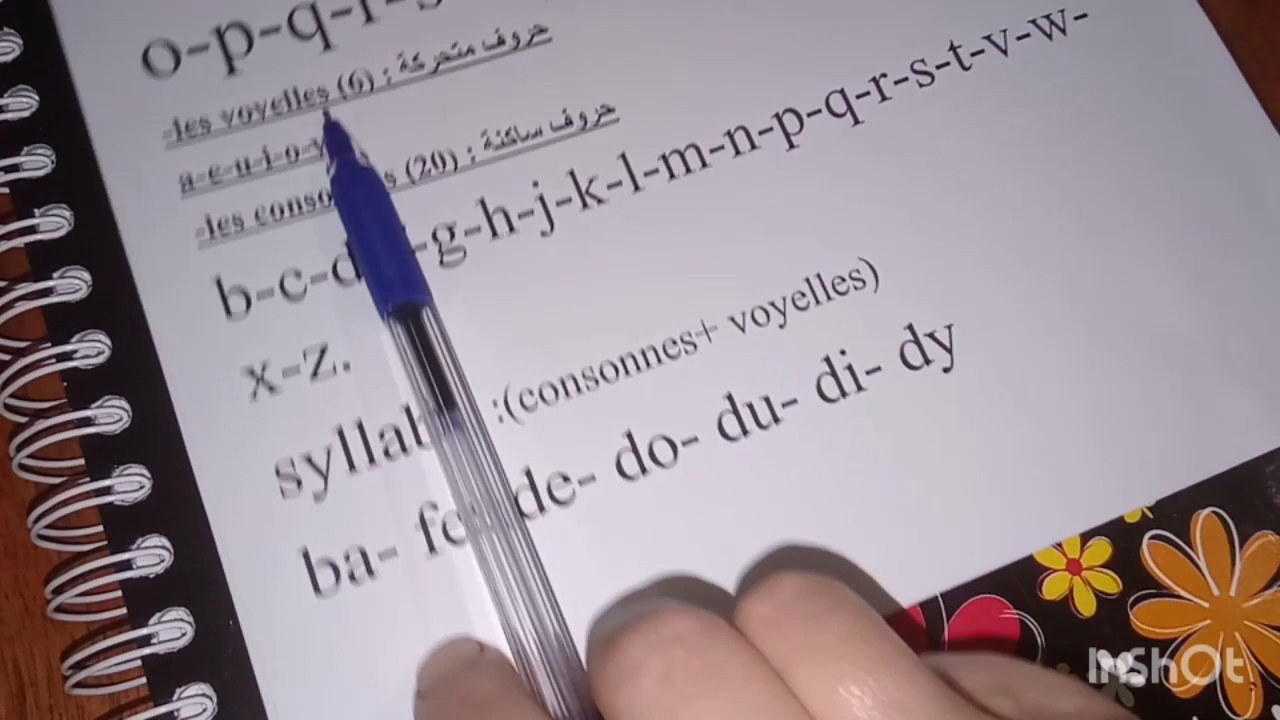 o-p-q-r-s
-les voyelles (6) : حروف متحركة
a-e-u-i-o-y
-les conso s (20) : حروف ساكنة
b-c-d -g-h-j-k-l-m-n-p-q-r-s-t-v-w-
x-z.
syllab :(consonnes+ voyelles)
ba- fe- de- do- du- di- dy
InShOt